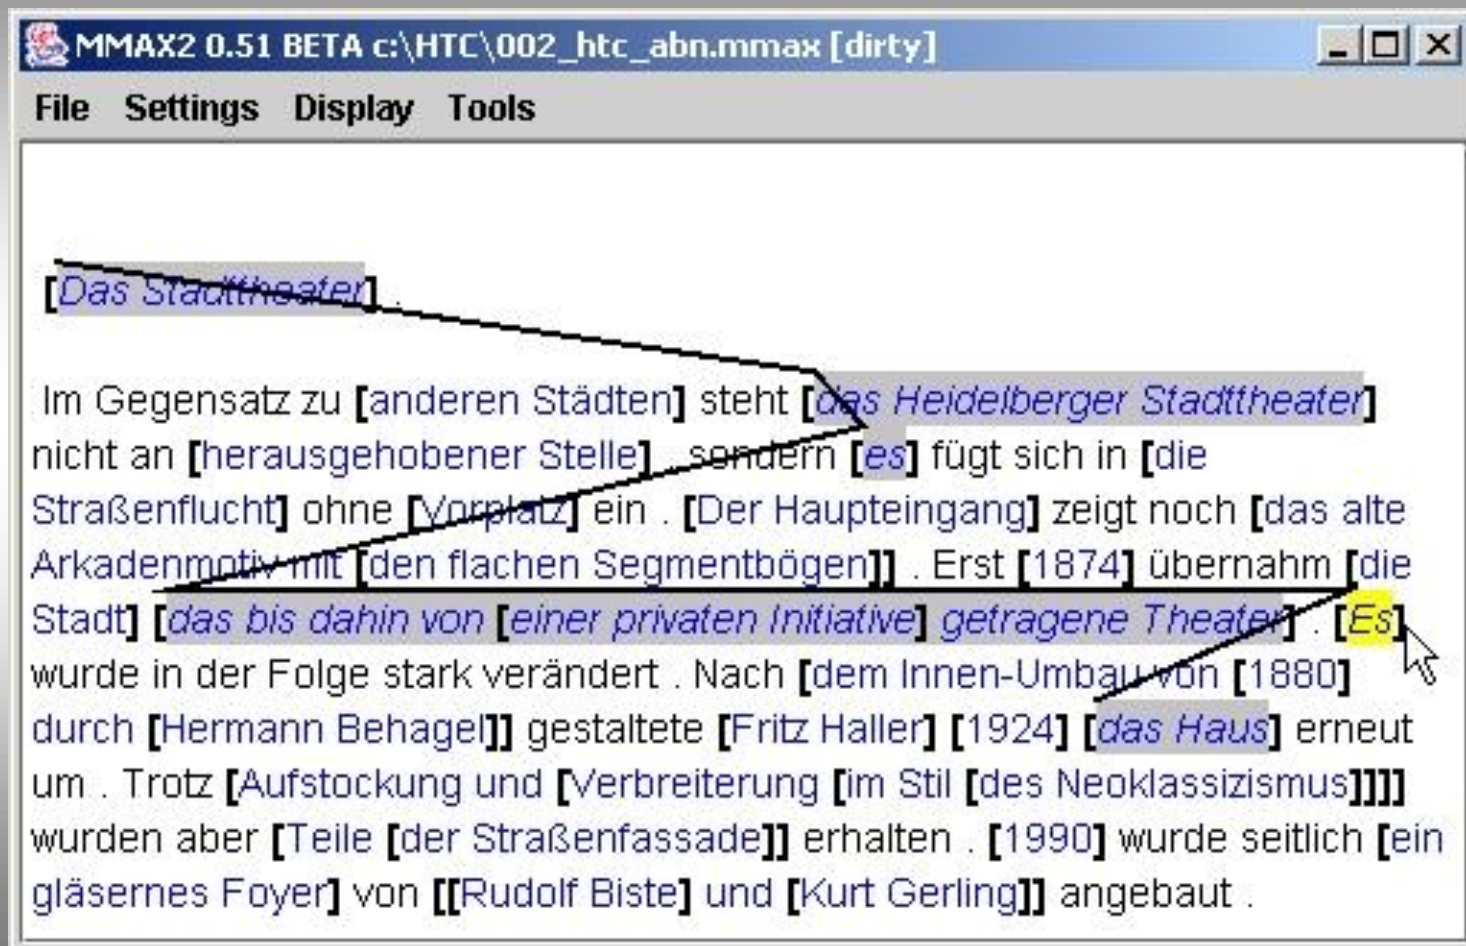 MMAX2 0.51 BETA c:\HTC\002_htc_abn.mmax [dirty]
File Settings Display Tools
[Das Stadttheater] .
Im Gegensatz zu [anderen Städten] steht [das Heidelberger Stadttheater]
nicht an [herausgehobener Stelle] , sondern [es] fügt sich in [die
Straßenflucht] ohne [Vorplatz] ein . [Der Haupteingang] zeigt noch [das alte
Arkadenmotiv mit [den flachen Segmentbögen]] . Erst [1874] übernahm [die
Stadt] [das bis dahin von [einer privaten Initiative] getragene Theater] . [Es]
wurde in der Folge stark verändert . Nach [dem Innen-Umbau von [1880]
durch [Hermann Behagel]] gestaltete [Fritz Haller] [1924] [das Haus] erneut
um . Trotz [Aufstockung und [Verbreiterung [im Stil [des Neoklassizismus]]]]
wurden aber [Teile [der Straßenfassade]] erhalten . [1990] wurde seitlich [ein
gläsernes Foyer] von [[Rudolf Biste] und [Kurt Gerling]] angebaut .